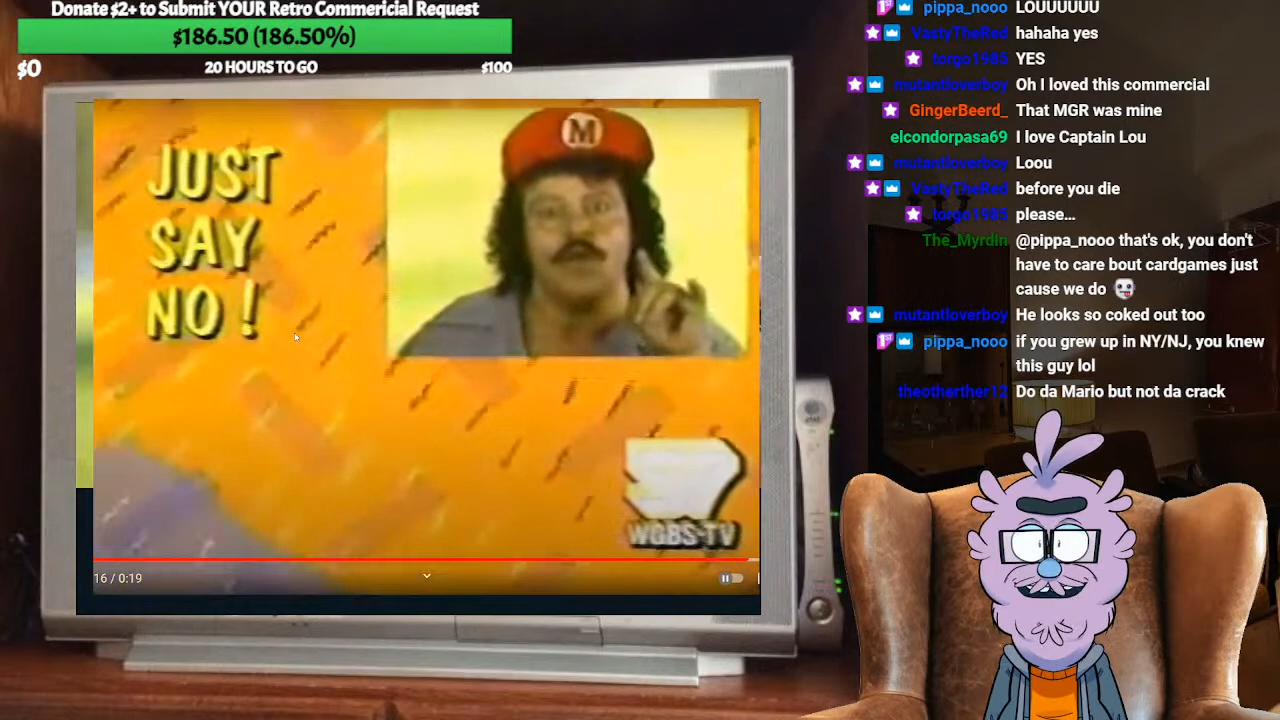 Donate $2+ to Submit YOUR Retro Commericial Request
$186.50 (186.50%)
$0
20 HOURS TO GO
$100
JUST
SAY
NO !
M
57
WGBS-TV
16 / 0:19
pippa_nooo LOUUUUUU
VastyTheRed hahaha yes
torgo1985 YES
mutantloverboy Oh I loved this commercial
GingerBeerd_ That MGR was mine
elcondorpasa69 I love Captain Lou
mutantloverboy Loou
VastyTheRed before you die
torgo1985 please...
The_Myrdin @pippa_nooo that's ok, you don't
have to care bout cardgames just
cause we do
mutantloverboy He looks so coked out too
pippa_nooo if you grew up in NY/NJ, you knew
this guy lol
theotherther12 Do da Mario but not da crack